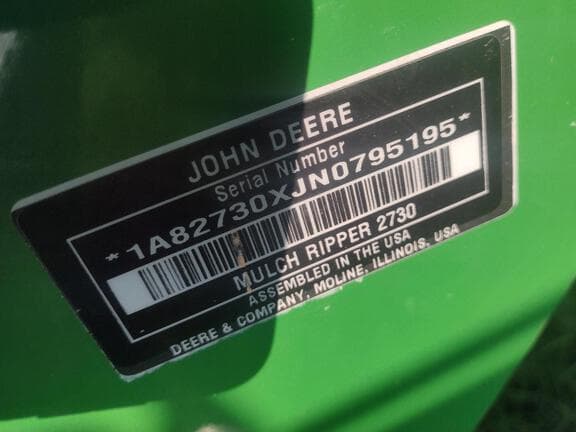 JOHN DEERE
Serial Number
*1A82730XJN0795195*
MULCH RIPPER 2730
ASSEMBLED IN THE USA
DEERE & COMPANY, MOLINE, ILLINOIS, USA